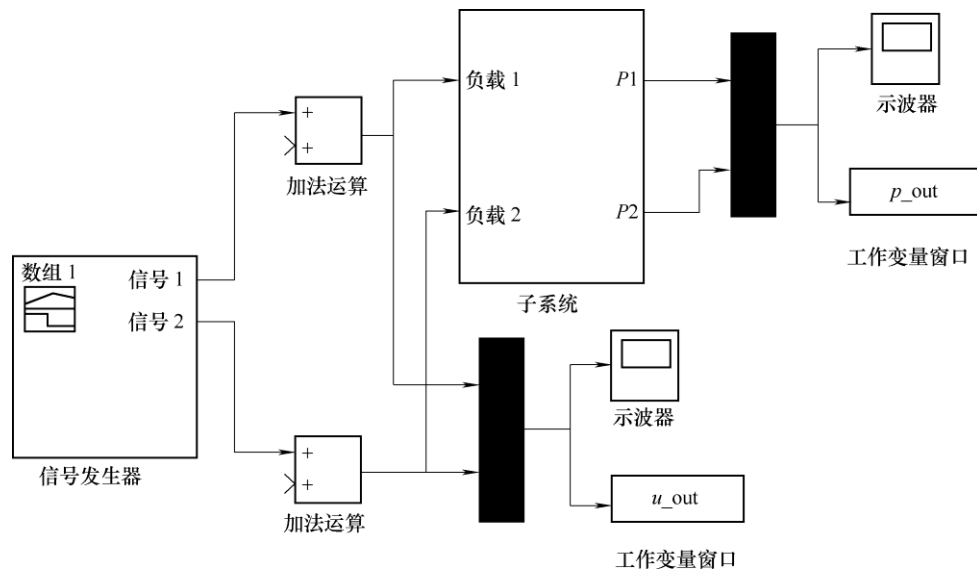 负载 1
P1
示波器
+
+
加法运算
p_out
负载 2
P2
工作变量窗口
数组 1
信号 1
子系统
信号 2
示波器
+
+
信号发生器
加法运算
u_out
工作变量窗口